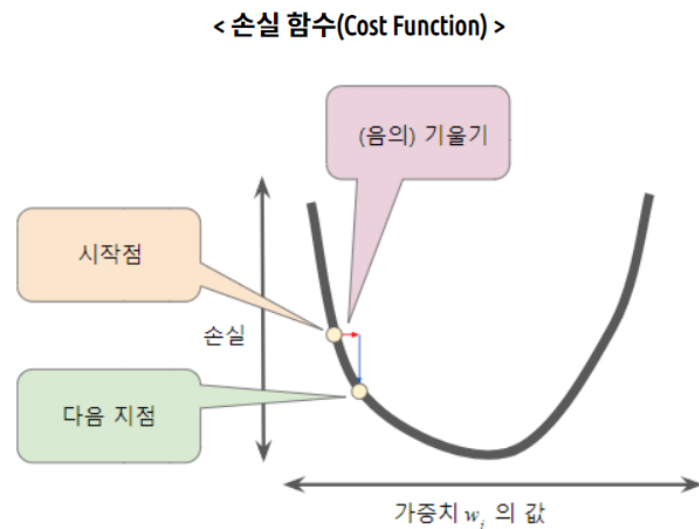 < 손실 함수(Cost Function) >
(음의) 기울기
시작점
손실
다음 지점
가중치 wᵢ 의 값